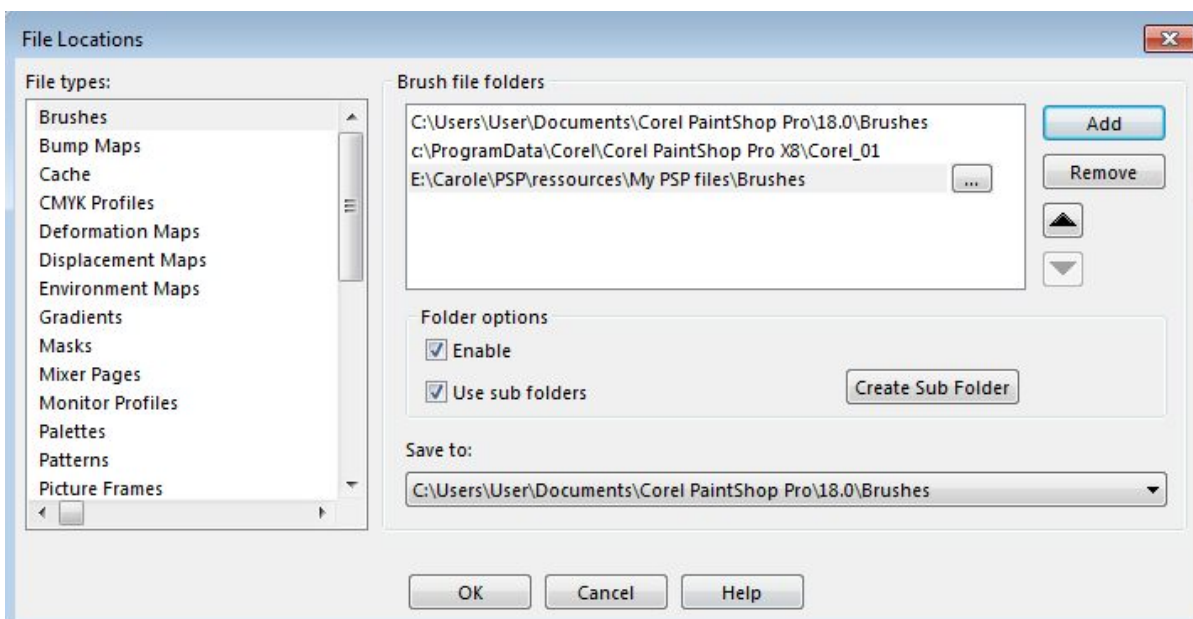 File Locations
File types:
Brushes
Bump Maps
Cache
CMYK Profiles
Deformation Maps
Displacement Maps
Environment Maps
Gradients
Masks
Mixer Pages
Monitor Profiles
Palettes
Patterns
Picture Frames
Brush file folders
C:\Users\User\Documents\Corel PaintShop Pro\18.0\Brushes
c:\ProgramData\Corel\Corel PaintShop Pro X8\Corel_01
E:\Carole\PSP\ressources\My PSP files\Brushes
...
Add
Remove
Folder options
Enable
Use sub folders
Create Sub Folder
Save to:
C:\Users\User\Documents\Corel PaintShop Pro\18.0\Brushes
OK
Cancel
Help